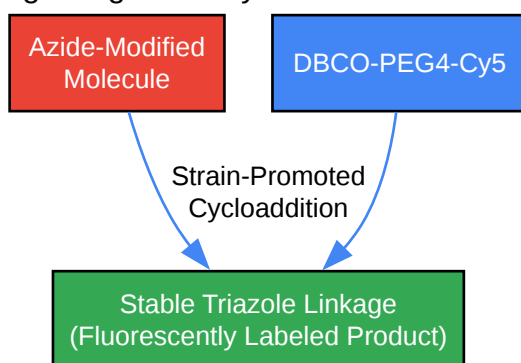 Azide-Modified
Molecule
DBCO-PEG4-Cy5
Strain-Promoted
Cycloaddition
Stable Triazole Linkage
(Fluorescently Labeled Product)